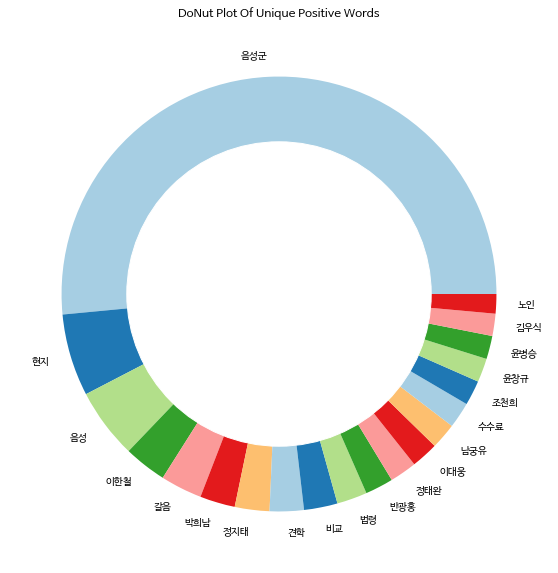 DoNut Plot Of Unique Positive Words
음성군
현지
음성
이한철
갈음
박희남
정지태
견학
비교
법령
반광홍
정태완
이대웅
남궁유
수수료
조천희
윤창규
윤병승
김우식
노인